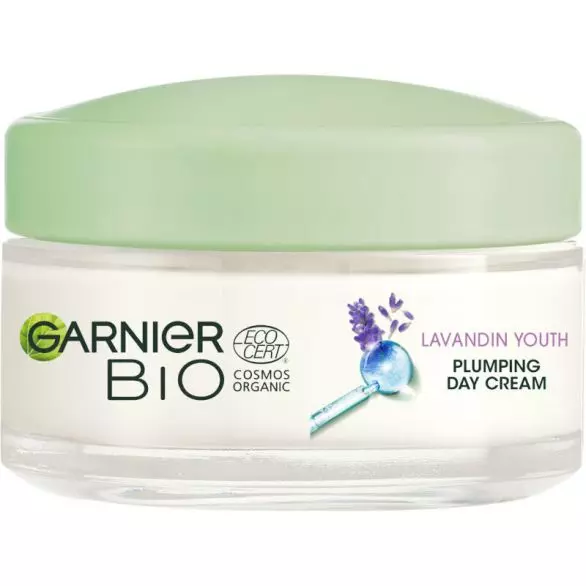 GARNIER
BIO
ECO
CERT®
COSMOS
ORGANIC
LAVANDIN YOUTH
PLUMPING
DAY CREAM